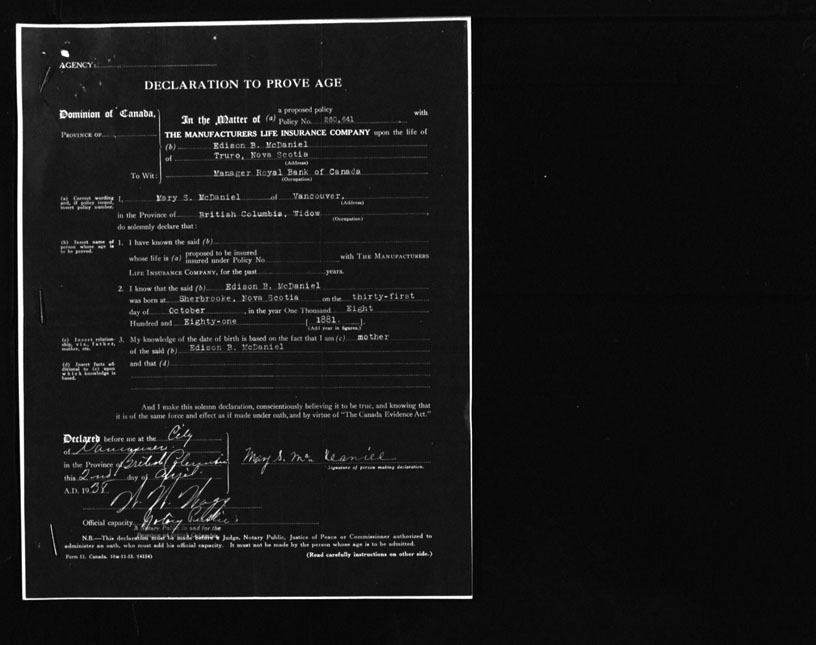 AGENCY:
DECLARATION TO PROVE AGE
Dominion of Canada,
PROVINCE OF
To Wit:
In the Matter of (a) a proposed policy
Policy No. 260,641 with
THE MANUFACTURERS LIFE INSURANCE COMPANY upon the life of
(b) Edison B. McDaniel
of Truro, Nova Scotia
(Address)
Manager Royal Bank of Canada
(Occupation)
(a) Correct wording and, if policy issued, insert policy number.
I, Mary S. McDaniel of Vancouver,
(Address)
in the Province of British Columbia, Widow
(Occupation)
do solemnly declare that:
(b) Insert name of person whose age is to be proved.
1. I have known the said (b)
whose life is (a) proposed to be insured
insured under Policy No. with THE MANUFACTURERS
LIFE INSURANCE COMPANY, for the past years.
2. I know that the said (b) Edison B. McDaniel
was born at Sherbrooke, Nova Scotia on the thirty-first
day of October, in the year One Thousand Eight
Hundred and Eighty-one [ 1881. ].
(Add year in figures.)
(c) Insert relationship, viz., father, mother, etc.
3. My knowledge of the date of birth is based on the fact that I am (c) mother
of the said (b) Edison B. McDaniel
(d) Insert facts additional to (c) upon which knowledge is based.
and that (d)
And I make this solemn declaration, conscientiously believing it to be true, and knowing that
it is of the same force and effect as if made under oath, and by virtue of "The Canada Evidence Act."
Declared before me at the City
of Vancouver
in the Province of British Columbia
this 2nd day of April
A.D. 1938
Mary S. McDaniel
Signature of person making declaration.
Official capacity, Notary Public
A Notary Public in and for the
N.B.—This declaration must be made before a Judge, Notary Public, Justice of Peace or Commissioner authorized to
administer an oath, who must add his official capacity. It must not be made by the person whose age is to be admitted.
Form 51. Canada.
(Read carefully instructions on other side.)